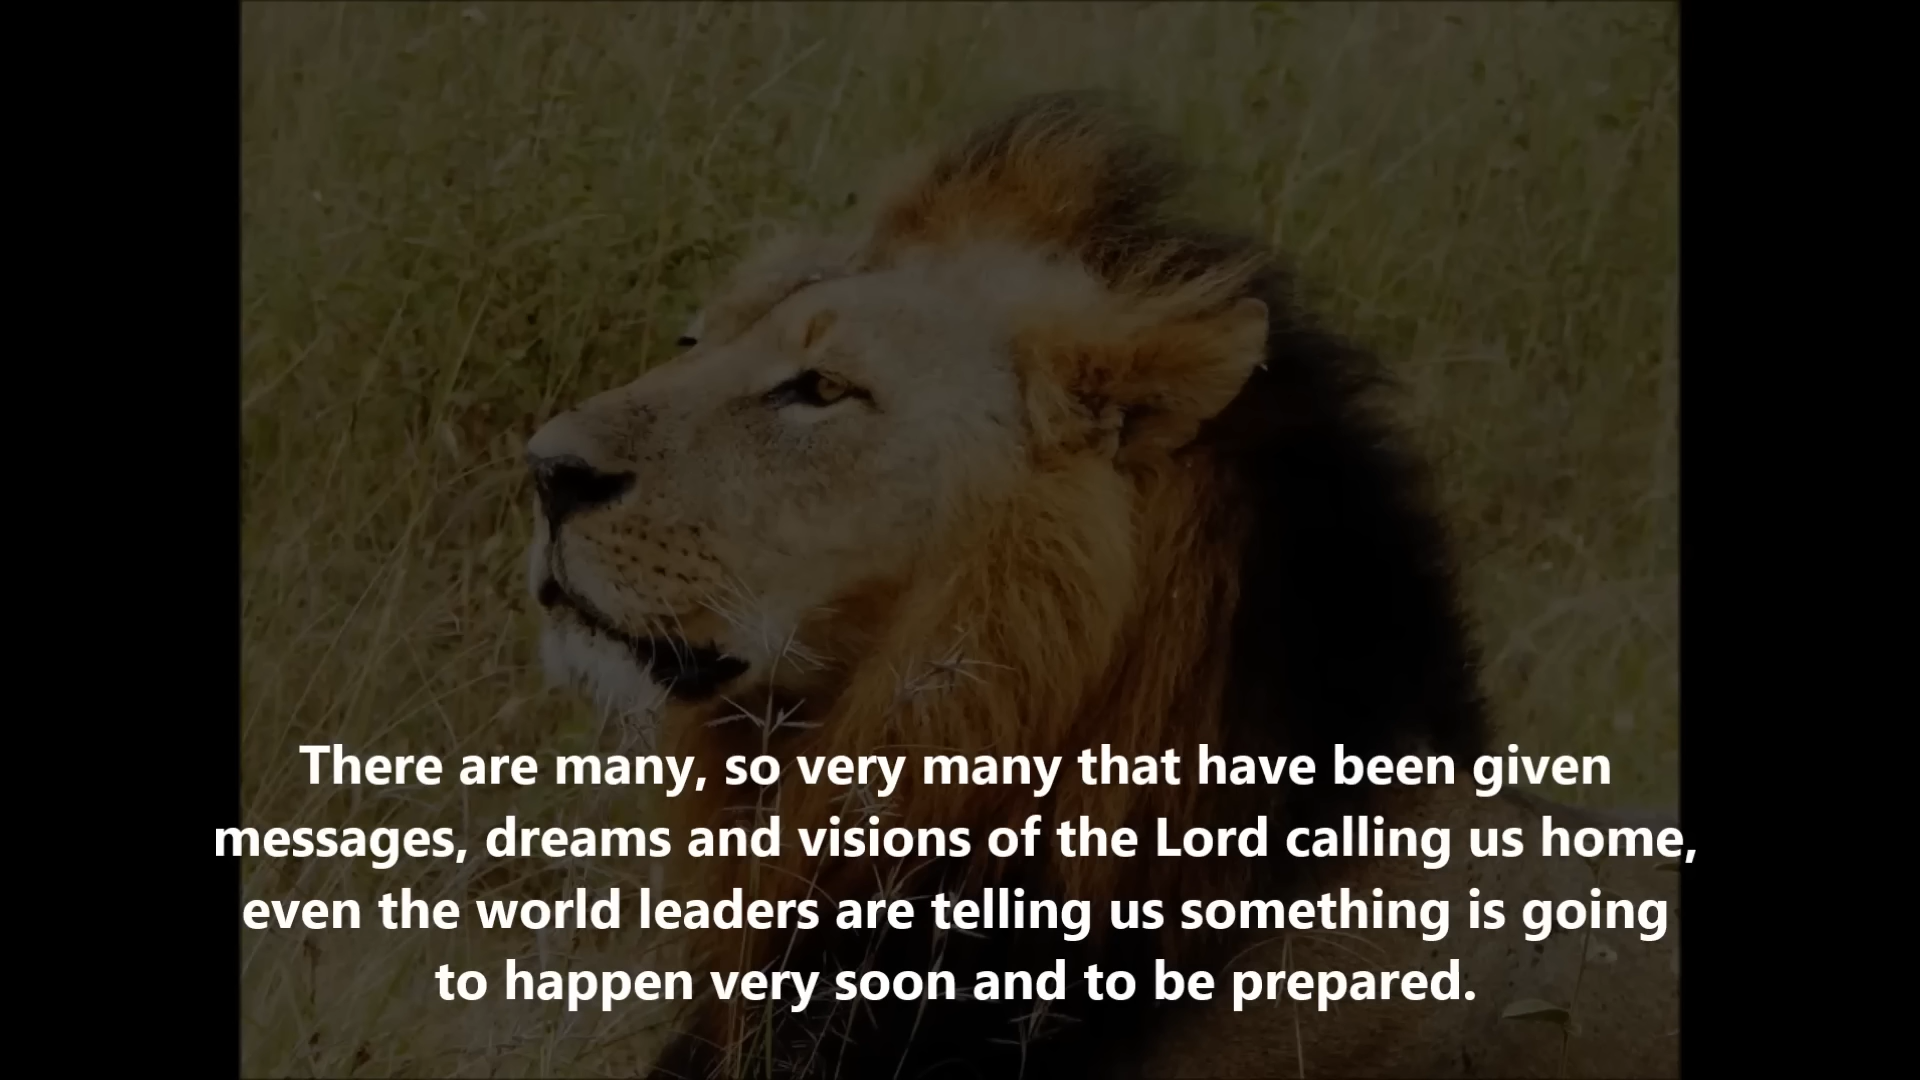 There are many, so very many that have been given
messages, dreams and visions of the Lord calling us home,
even the world leaders are telling us something is going
to happen very soon and to be prepared.